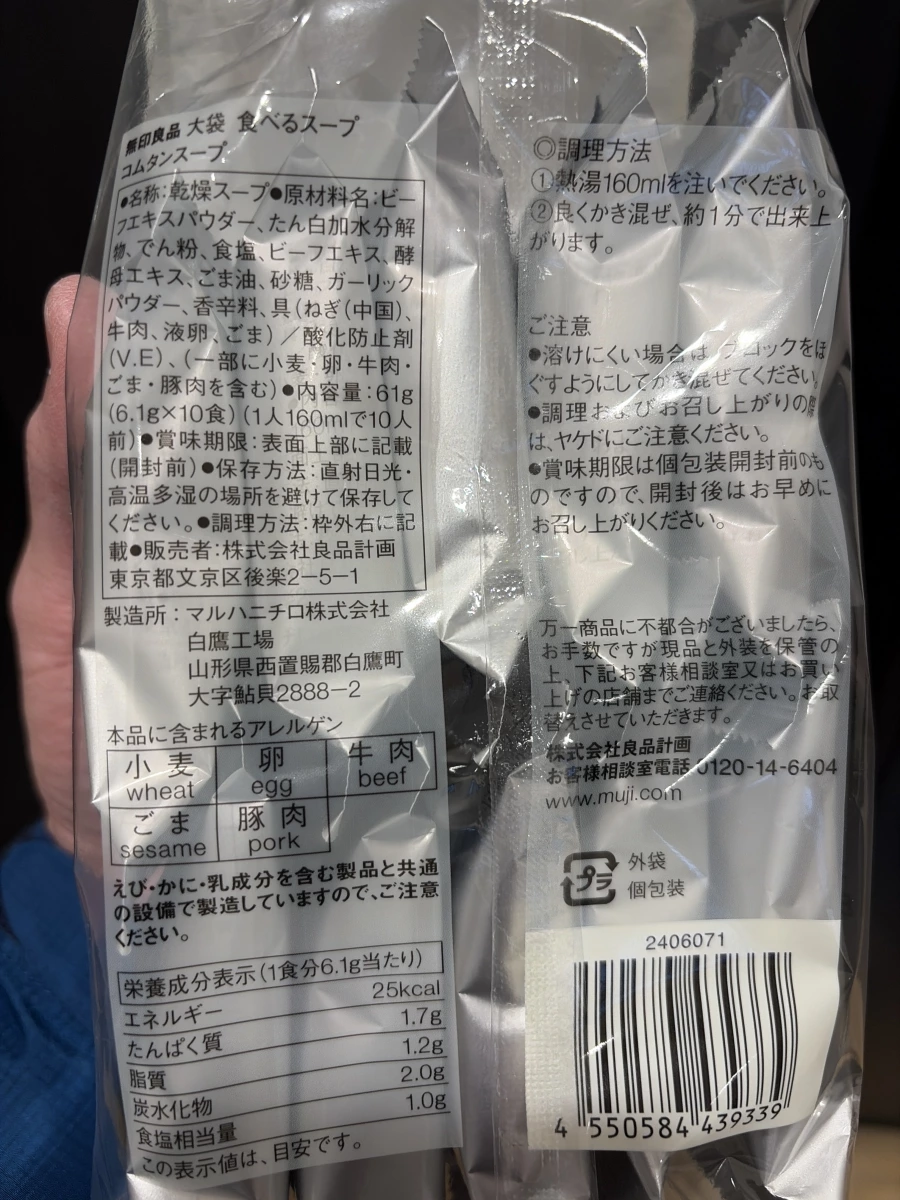 無印良品 大袋 食べるスープ
コムタンスープ
●名称:乾燥スープ●原材料名:ビー
フエキスパウダー、たん白加水分解
物、でん粉、食塩、ビーフエキス、酵
母エキス、ごま油、砂糖、ガーリック
パウダー、香辛料、具(ねぎ(中国)、
牛肉、液卵、ごま)/酸化防止剤
(V.E)、(一部に小麦・卵・牛肉・
ごま・豚肉を含む)●内容量:61g
(6.1g×10食)(1人160mlで10人
前)●賞味期限:表面上部に記載
(開封前)●保存方法:直射日光・
高温多湿の場所を避けて保存して
ください。●調理方法:枠外右に記
載●販売者:株式会社良品計画
東京都文京区後楽2-5-1
製造所:マルハニチロ株式会社
白鷹工場
山形県西置賜郡白鷹町
大字鮎貝2888-2
本品に含まれるアレルゲン
小麦 卵 牛肉
wheat egg beef
ごま 豚肉
sesame pork
えび・かに・乳成分を含む製品と共通
の設備で製造していますので、ご注意
ください。
栄養成分表示(1食分6.1g当たり)
エネルギー 25kcal
たんぱく質 1.7g
脂質 1.2g
炭水化物 2.0g
食塩相当量 1.0g
この表示値は、目安です。
◎調理方法
①熱湯160mlを注いでください。
②良くかき混ぜ、約1分で出来上
がります。
ご注意
●溶けにくい場合は ブロックをほ
ぐすようにしてかき混ぜてください。
●調理およびお召し上がりの際
は、ヤケドにご注意ください。
●賞味期限は個包装開封前のも
のですので、開封後はお早めに
お召し上がりください。
万一商品に不都合がございましたら、
お手数ですが現品と外装を保管の
上、下記お客様相談室又はお買い
上げの店舗までご連絡ください。お取
替えさせていただきます。
株式会社良品計画
お客様相談室電話 0120-14-6404
www.muji.com
プラ
外袋
個包装
2406071
4 550584 439339